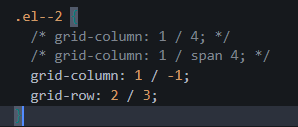 .el--2 {
/* grid-column: 1 / 4; */
/* grid-column: 1 / span 4; */
grid-column: 1 / -1;
grid-row: 2 / 3;
}